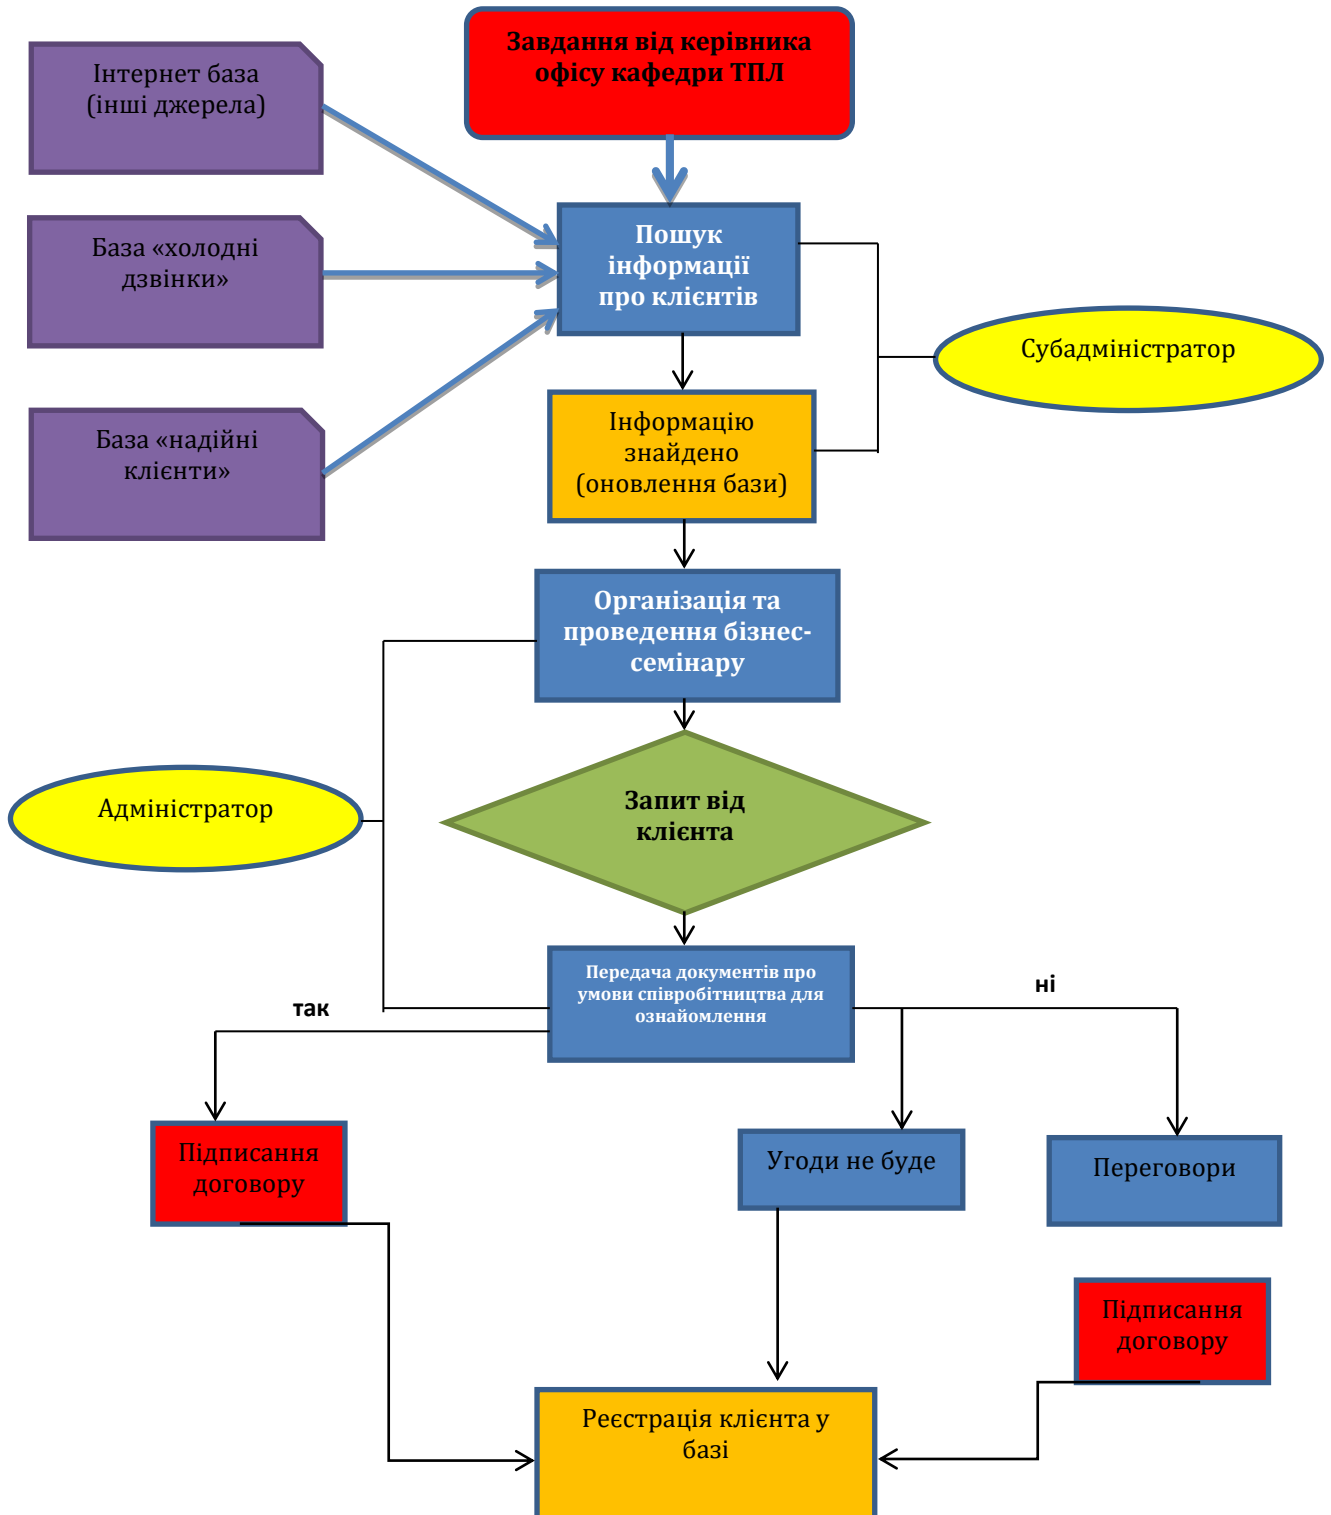 Завдання від керівника
офісу кафедри ТПЛ
Інтернет база
(інші джерела)
База «холодні
дзвінки»
База «надійні
клієнти»
Пошук
інформації
про клієнтів
Субадміністратор
Інформацію
знайдено
(оновлення бази)
Організація та
проведення бізнес-
семінару
Адміністратор
Запит від
клієнта
Передача документів про
умови співробітництва для
ознайомлення
так
ні
Підписання
договору
Угоди не буде
Переговори
Підписання
договору
Реєстрація клієнта у
базі